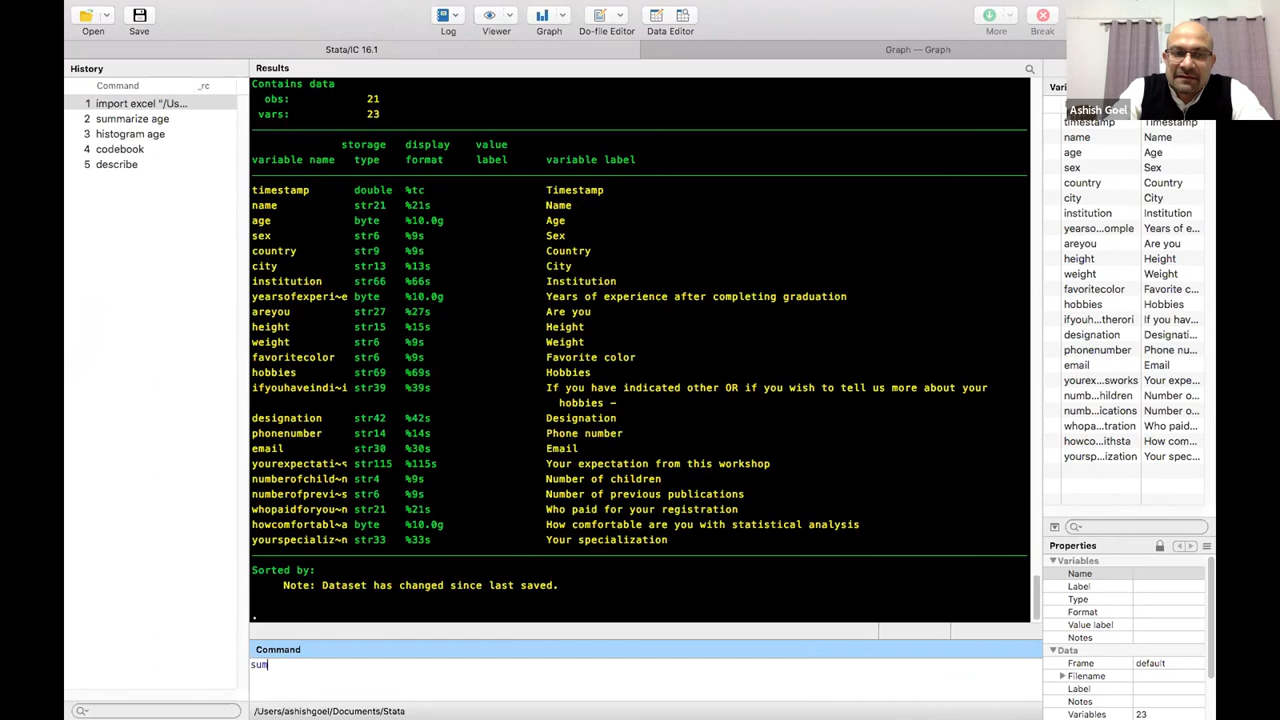 Open
Save
Log
Viewer
Graph
Do-file Editor
Data Editor
More
Break
Stata/IC 16.1
Graph — Graph
History
Command
_rc
1 import excel "/Us...
2 summarize age
3 histogram age
4 codebook
5 describe
Results
Contains data
obs: 21
vars: 23
storage display value
variable name type format label variable label
timestamp double %tc Timestamp
name str21 %21s Name
age byte %10.0g Age
sex str6 %9s Sex
country str9 %9s Country
city str13 %13s City
institution str66 %66s Institution
yearsofexperi~e byte %10.0g Years of experience after completing graduation
areyou str27 %27s Are you
height str15 %15s Height
weight str6 %9s Weight
favoritecolor str6 %9s Favorite color
hobbies str69 %69s Hobbies
ifyouhaveindi~i str39 %39s If you have indicated other OR if you wish to tell us more about your
hobbies –
designation str42 %42s Designation
phonenumber str14 %14s Phone number
email str30 %30s Email
yourexpectati~s str115 %115s Your expectation from this workshop
numberofchild~n str4 %9s Number of children
numberofprevi~s str6 %9s Number of previous publications
whopaidforyou~n str21 %21s Who paid for your registration
howcomfortabl~a byte %10.0g How comfortable are you with statistical analysis
yourspecializ~n str33 %33s Your specialization
Sorted by:
Note: Dataset has changed since last saved.
.
Command
sum
/Users/ashishgoel/Documents/Stata
Ashish Goel
Vari
timestamp Timestamp
name Name
age Age
sex Sex
country Country
city City
institution Institution
yearso...omple Years of e...
areyou Are you
height Height
weight Weight
favoritecolor Favorite c...
hobbies Hobbies
ifyouh...therori If you hav...
designation Designati...
phonenumber Phone nu...
email Email
yourex...sworks Your expe...
numb...children Number o...
numb...ications Number o...
whopa...tration Who paid...
howco...ithsta How com...
yoursp...ization Your spec...
Properties
Variables
Name
Label
Type
Format
Value label
Notes
Data
Frame default
Filename
Label
Notes
Variables 23